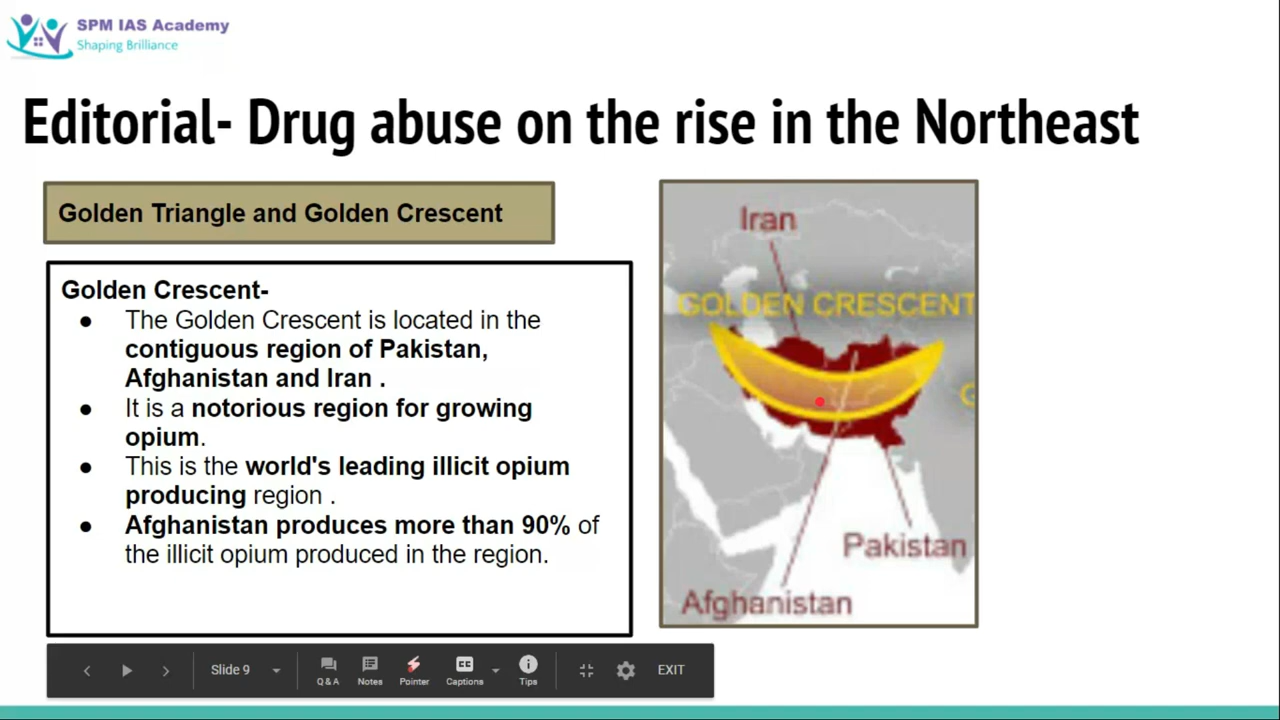 SPM IAS Academy
Shaping Brilliance
Editorial- Drug abuse on the rise in the Northeast
Golden Triangle and Golden Crescent
Golden Crescent-
● The Golden Crescent is located in the
contiguous region of Pakistan,
Afghanistan and Iran .
● It is a notorious region for growing
opium.
● This is the world's leading illicit opium
producing region .
● Afghanistan produces more than 90% of
the illicit opium produced in the region.
Iran
GOLDEN CRESCENT
G
Pakistan
Afghanistan
Slide 9
Q&A
Notes
Pointer
CC
Captions
Tips
EXIT